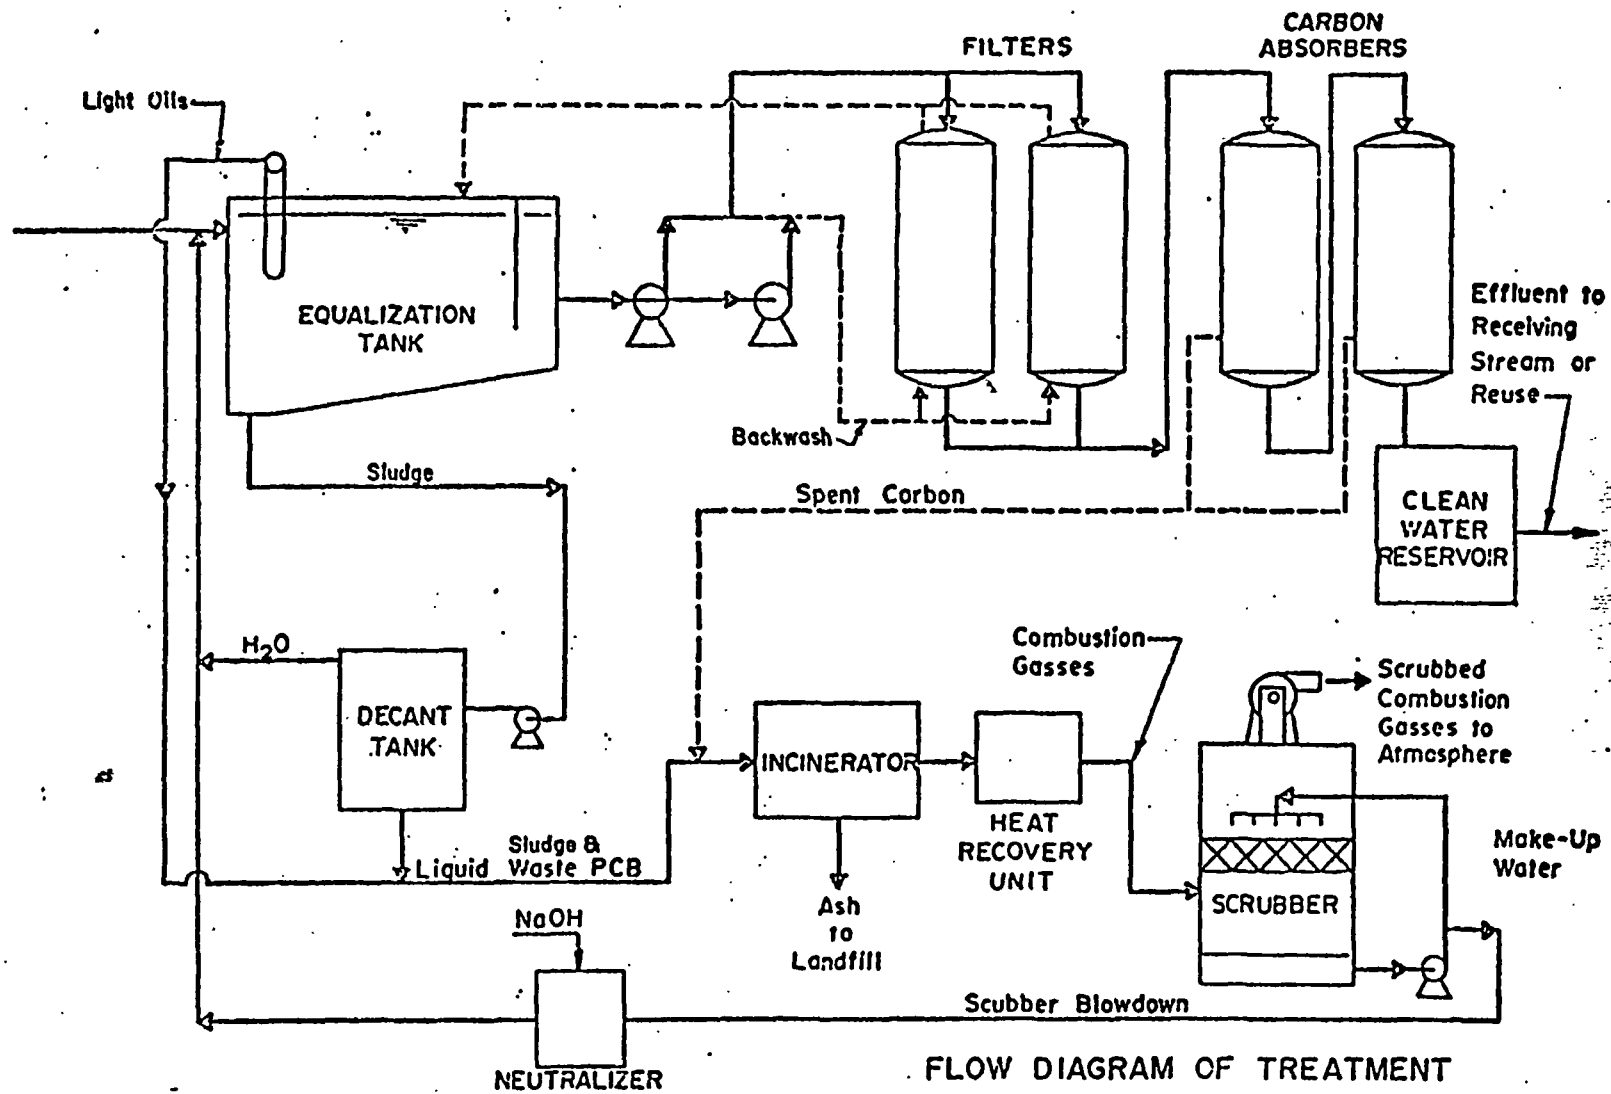 CARBON
ABSORBERS
FILTERS
Light Oils
EQUALIZATION
TANK
Effluent to
Receiving
Stream or
Reuse
Backwash
Sludge
Spent Carbon
CLEAN
WATER
RESERVOIR
H2O
Combustion
Gasses
Scrubbed
Combustion
Gasses to
Atmosphere
DECANT
TANK
INCINERATOR
HEAT
RECOVERY
UNIT
Make-Up
Water
Sludge &
Liquid Waste PCB
SCRUBBER
Ash
to
Landfill
NaOH
Scubber Blowdown
NEUTRALIZER
FLOW DIAGRAM OF TREATMENT